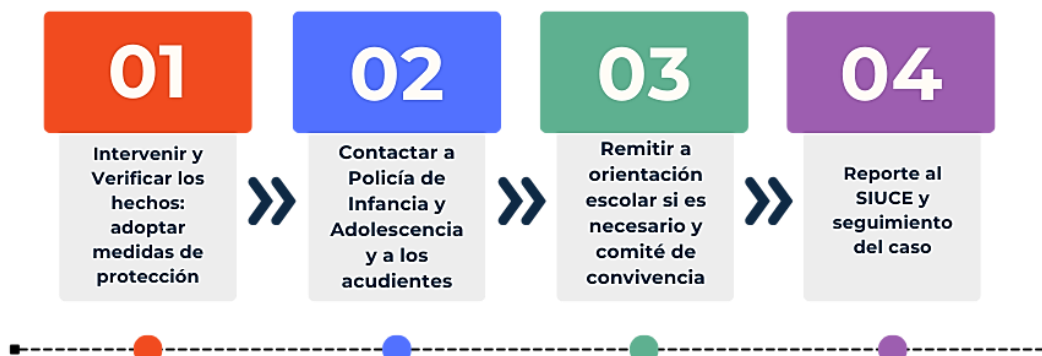 01
Intervenir y
Verificar los
hechos:
adoptar
medidas de
protección
02
Contactar a
Policía de
Infancia y
Adolescencia
y a los
acudientes
03
Remitir a
orientación
escolar si es
necesario y
comité de
convivencia
04
Reporte al
SIUCE y
seguimiento
del caso